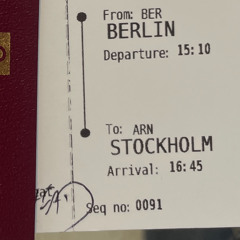 From: BER
BERLIN
Departure: 15:10
To: ARN
STOCKHOLM
Arrival: 16:45
Seq no: 0091